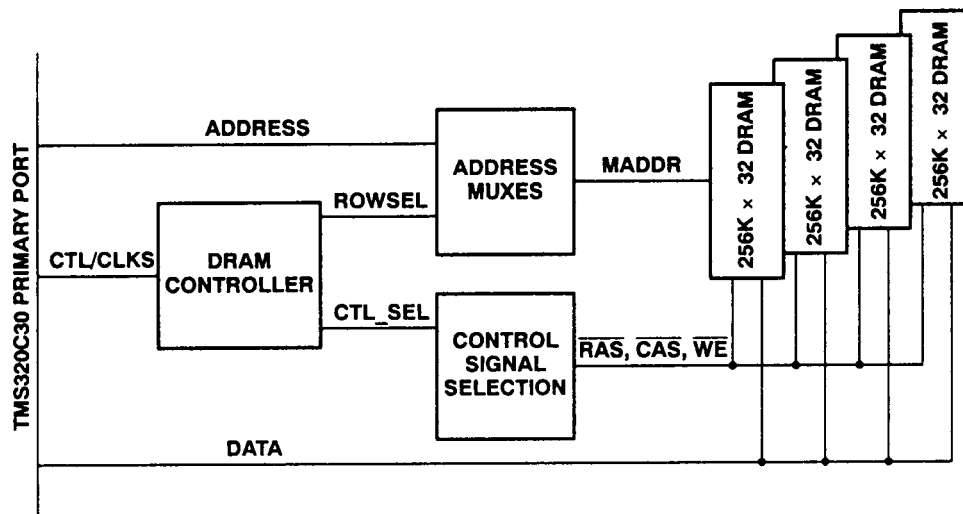 TMS320C30 PRIMARY PORT
ADDRESS
CTL/CLKS
DRAM
CONTROLLER
ROWSEL
CTL_SEL
ADDRESS
MUXES
MADDR
CONTROL
SIGNAL
SELECTION
RAS, CAS, WE
DATA
256K × 32 DRAM
256K × 32 DRAM
256K × 32 DRAM
256K × 32 DRAM